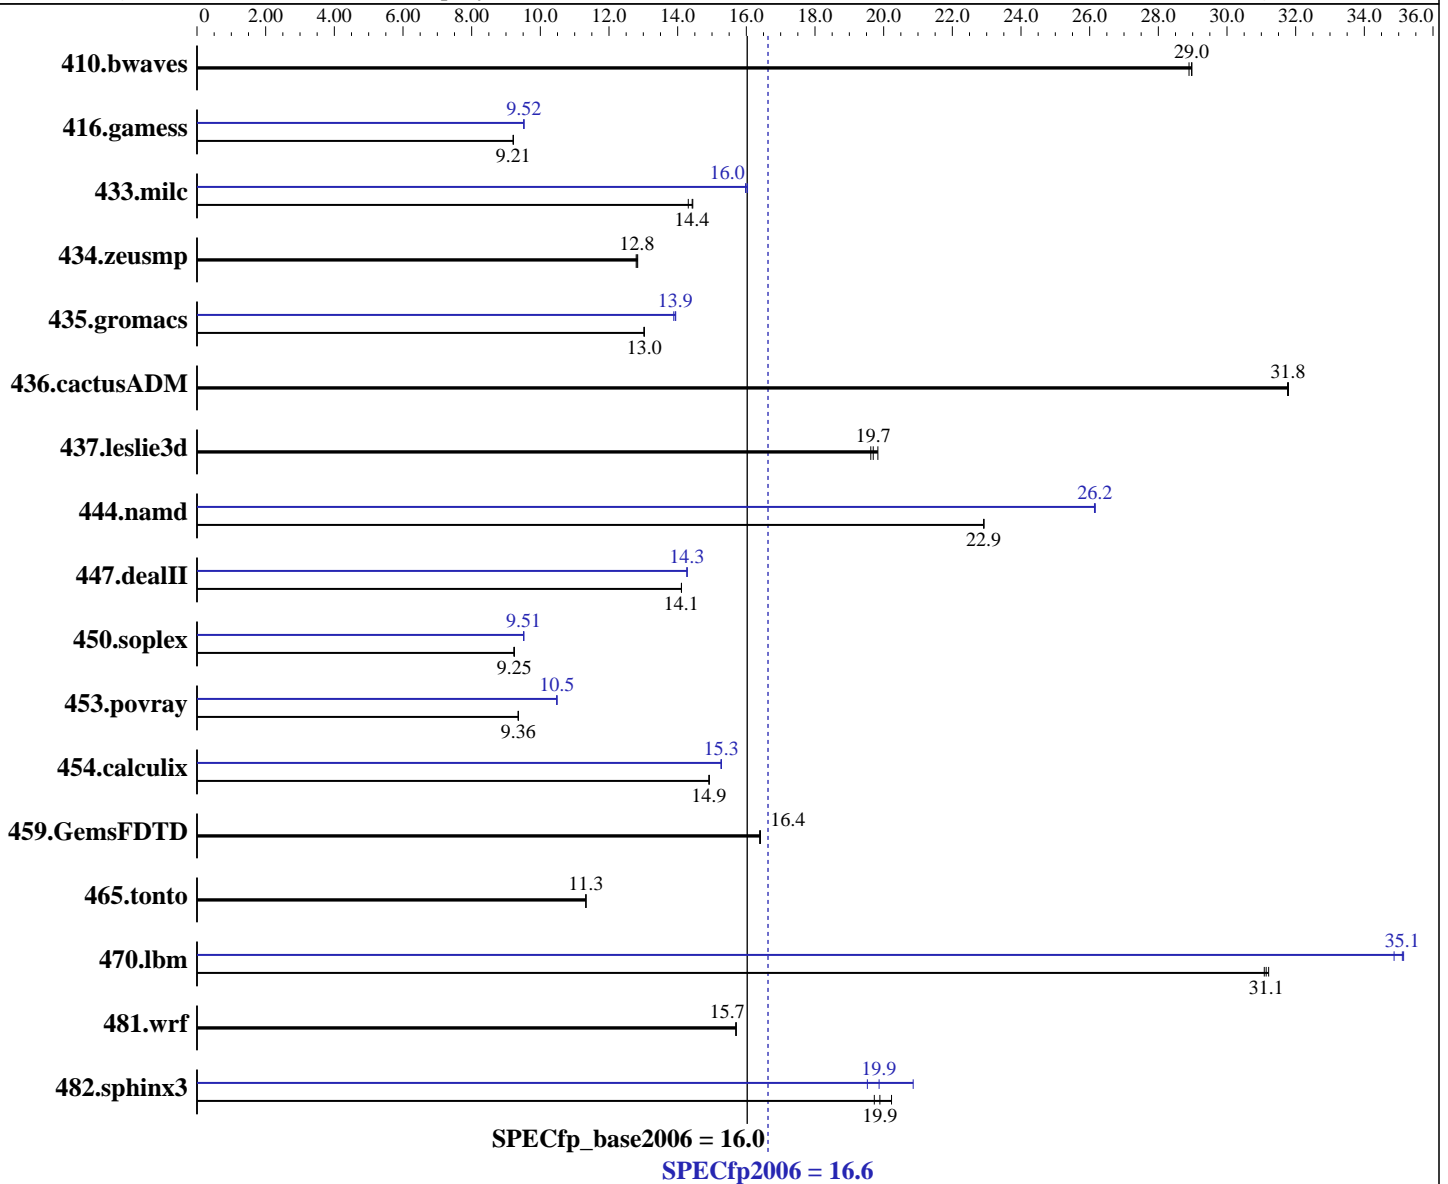 0 2.00 4.00 6.00 8.00 10.0 12.0 14.0 16.0 18.0 20.0 22.0 24.0 26.0 28.0 30.0 32.0 34.0 36.0
410.bwaves 29.0
416.gamess 9.52
9.21
433.milc 16.0
14.4
434.zeusmp 12.8
435.gromacs 13.9
13.0
436.cactusADM 31.8
437.leslie3d 19.7
444.namd 26.2
22.9
447.dealII 14.3
14.1
450.soplex 9.51
9.25
453.povray 10.5
9.36
454.calculix 15.3
14.9
459.GemsFDTD 16.4
465.tonto 11.3
470.lbm 35.1
31.1
481.wrf 15.7
482.sphinx3 19.9
19.9
SPECfp_base2006 = 16.0
SPECfp2006 = 16.6